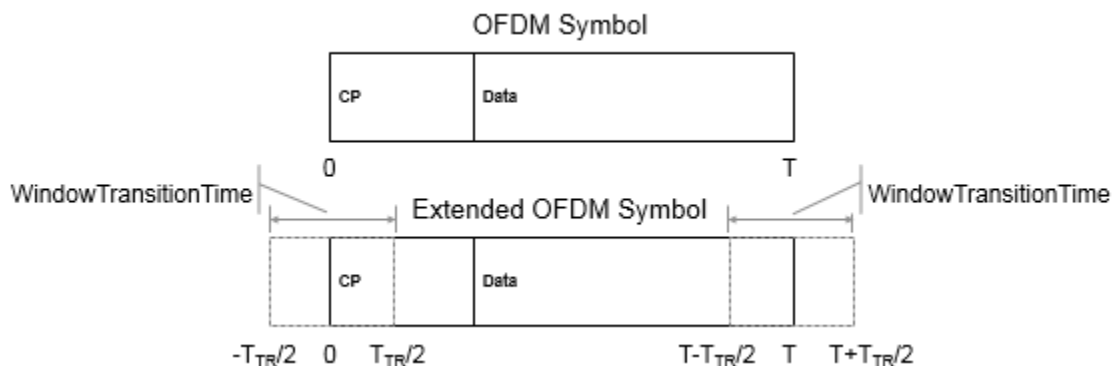 OFDM Symbol
CP Data
0 T
WindowTransitionTime WindowTransitionTime
Extended OFDM Symbol
CP Data
-T_TR/2 0 T_TR/2 T-T_TR/2 T T+T_TR/2